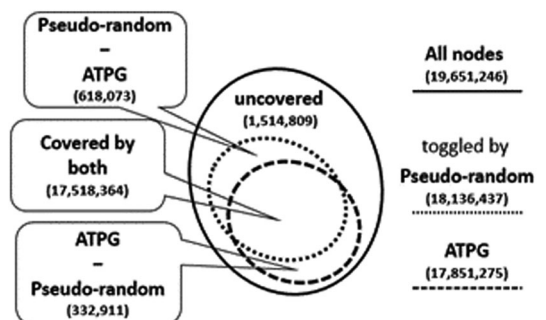 Pseudo-random
–
ATPG
(618,073)
Covered by
both
(17,518,364)
ATPG
–
Pseudo-random
(332,911)
uncovered
(1,514,809)
All nodes
(19,651,246)
toggled by
Pseudo-random
(18,136,437)
ATPG
(17,851,275)